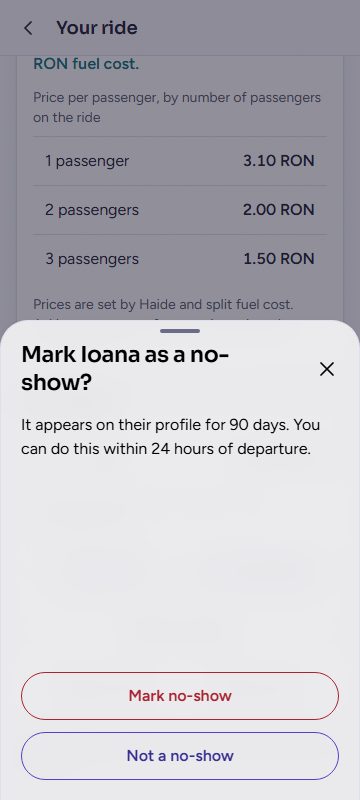 Your ride
RON fuel cost.
Price per passenger, by number of passengers
on the ride
1 passenger 3.10 RON
2 passengers 2.00 RON
3 passengers 1.50 RON
Prices are set by Haide and split fuel cost.
Mark Ioana as a no-
show?
It appears on their profile for 90 days. You
can do this within 24 hours of departure.
Mark no-show
Not a no-show